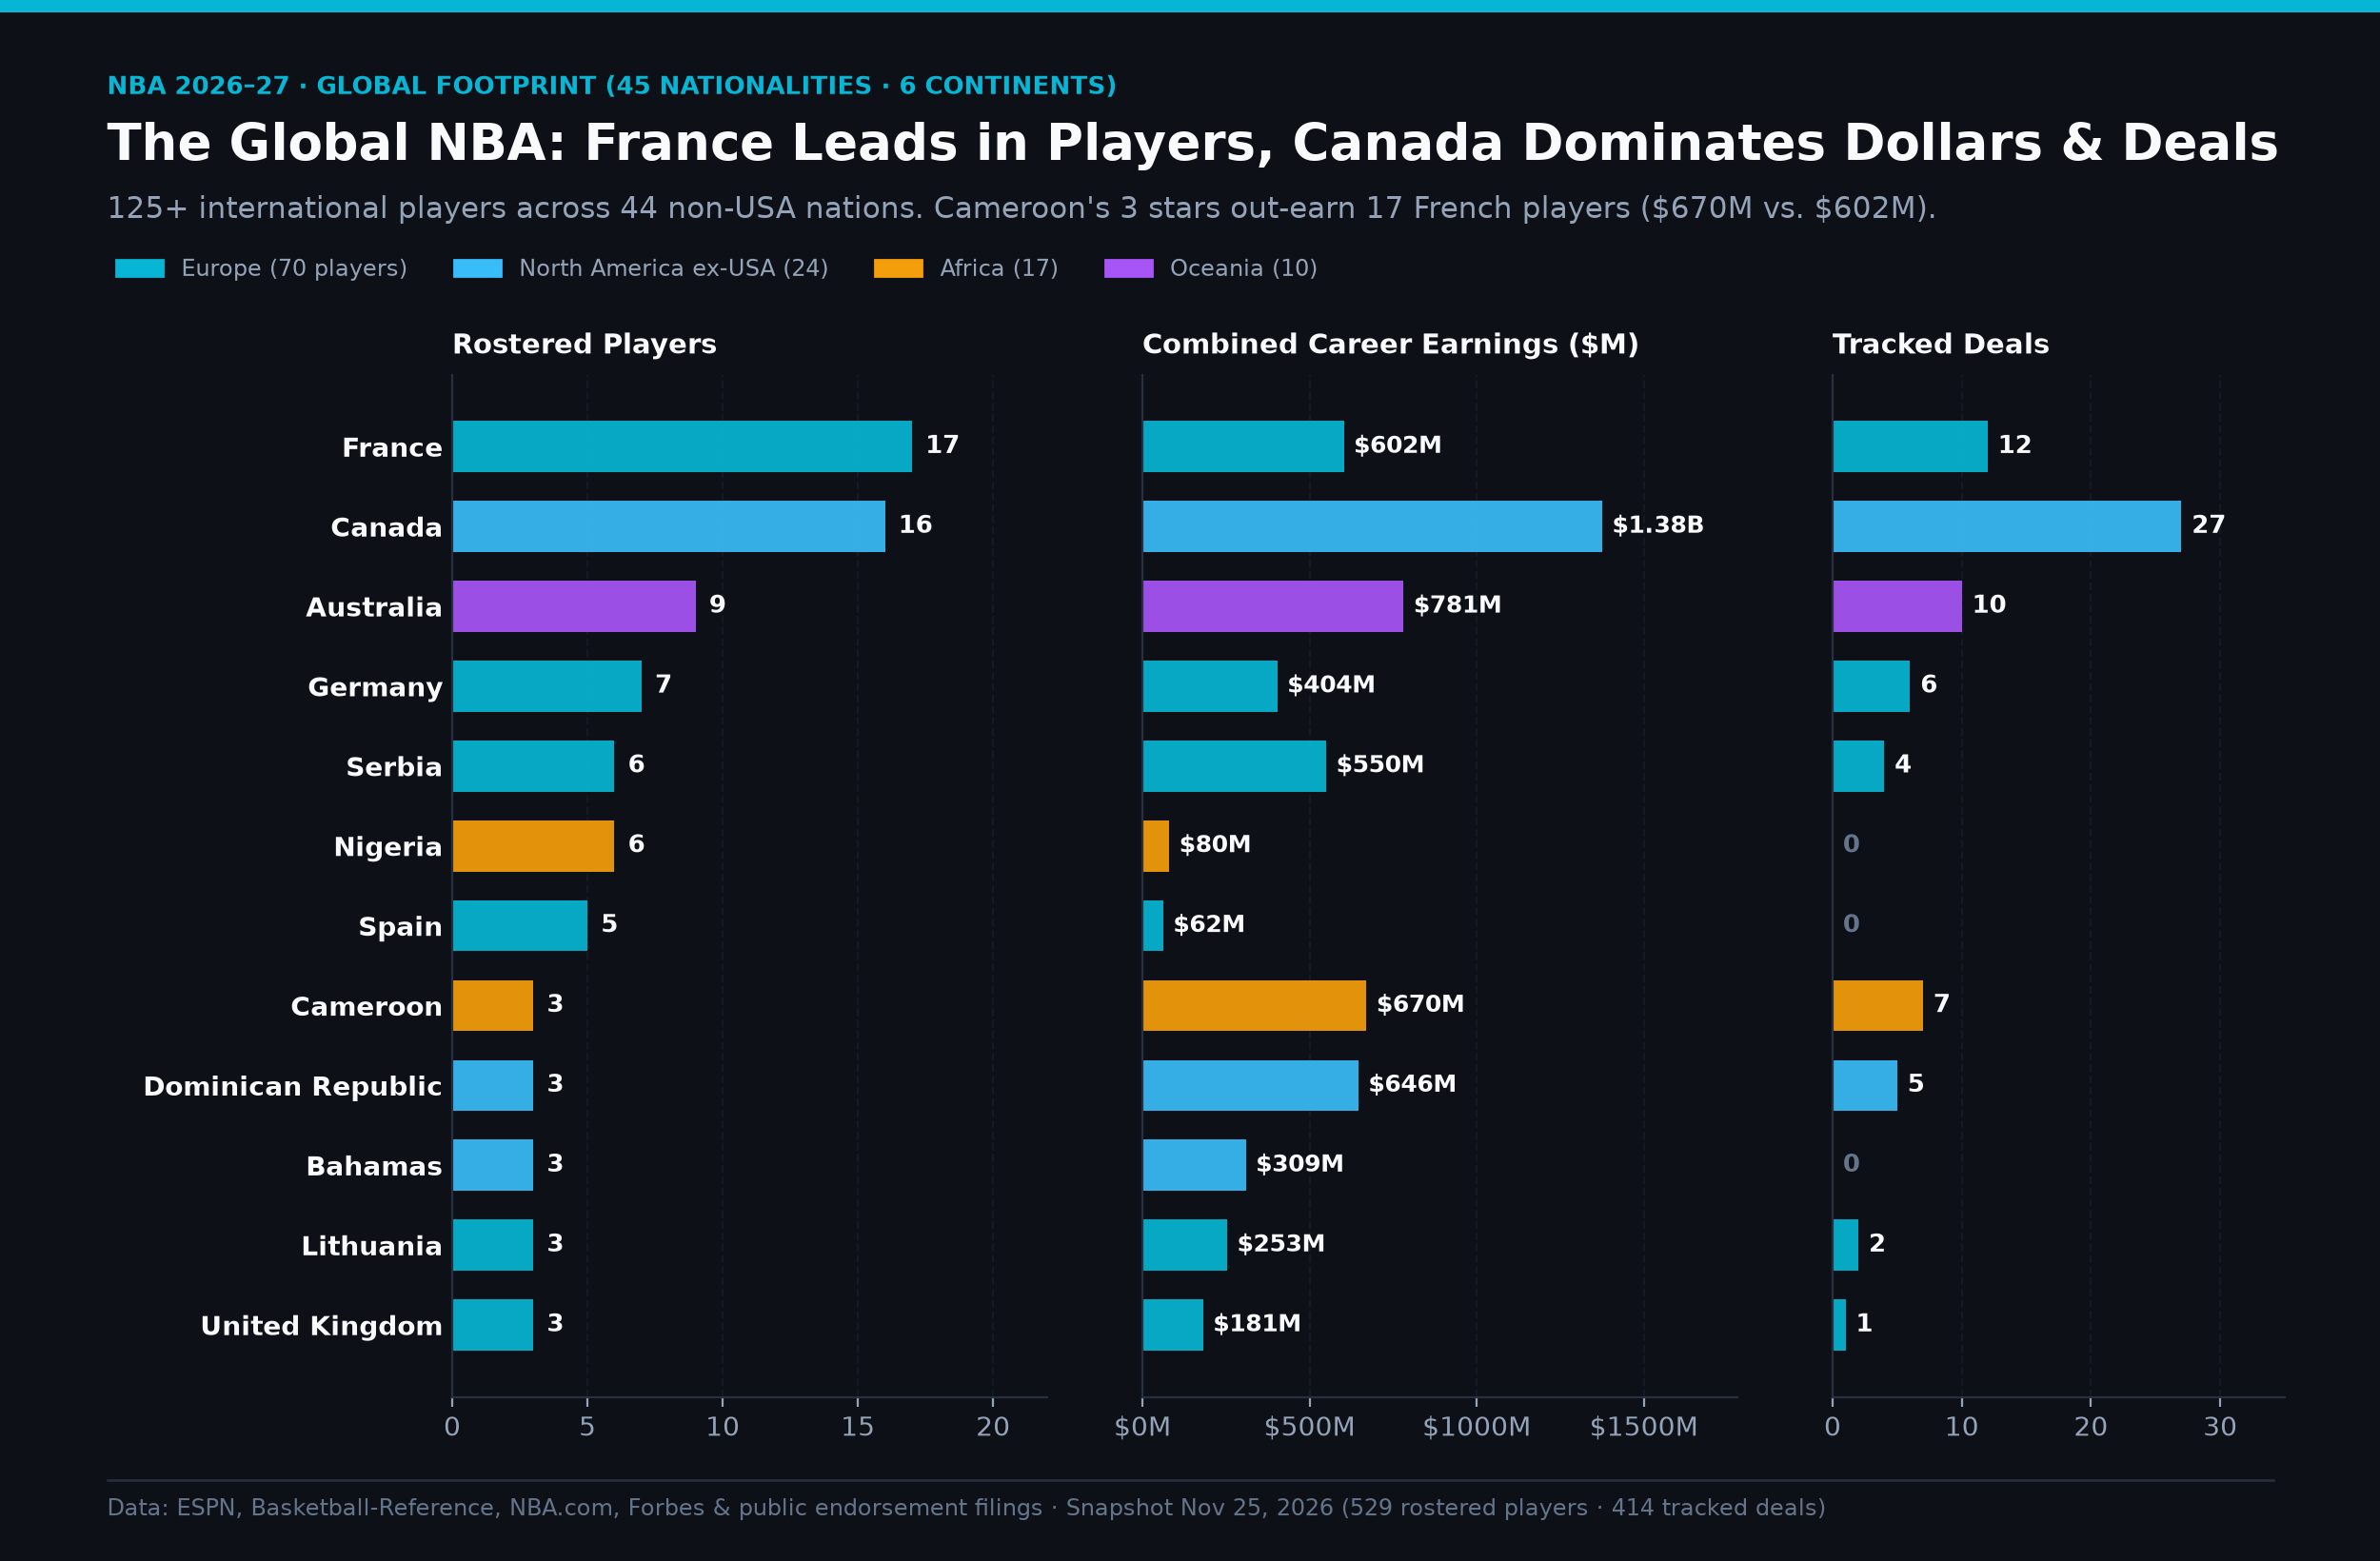 NBA 2026–27 · GLOBAL FOOTPRINT (45 NATIONALITIES · 6 CONTINENTS)
The Global NBA: France Leads in Players, Canada Dominates Dollars & Deals
125+ international players across 44 non-USA nations. Cameroon's 3 stars out-earn 17 French players ($670M vs. $602M).
Europe (70 players) North America ex-USA (24) Africa (17) Oceania (10)
Rostered Players Combined Career Earnings ($M) Tracked Deals
France 17 $602M 12
Canada 16 $1.38B 27
Australia 9 $781M 10
Germany 7 $404M 6
Serbia 6 $550M 4
Nigeria 6 $80M 0
Spain 5 $62M 0
Cameroon 3 $670M 7
Dominican Republic 3 $646M 5
Bahamas 3 $309M 0
Lithuania 3 $253M 2
United Kingdom 3 $181M 1
0 5 10 15 20 $0M $500M $1000M $1500M 0 10 20 30
Data: ESPN, Basketball-Reference, NBA.com, Forbes & public endorsement filings · Snapshot Nov 25, 2026 (529 rostered players · 414 tracked deals)